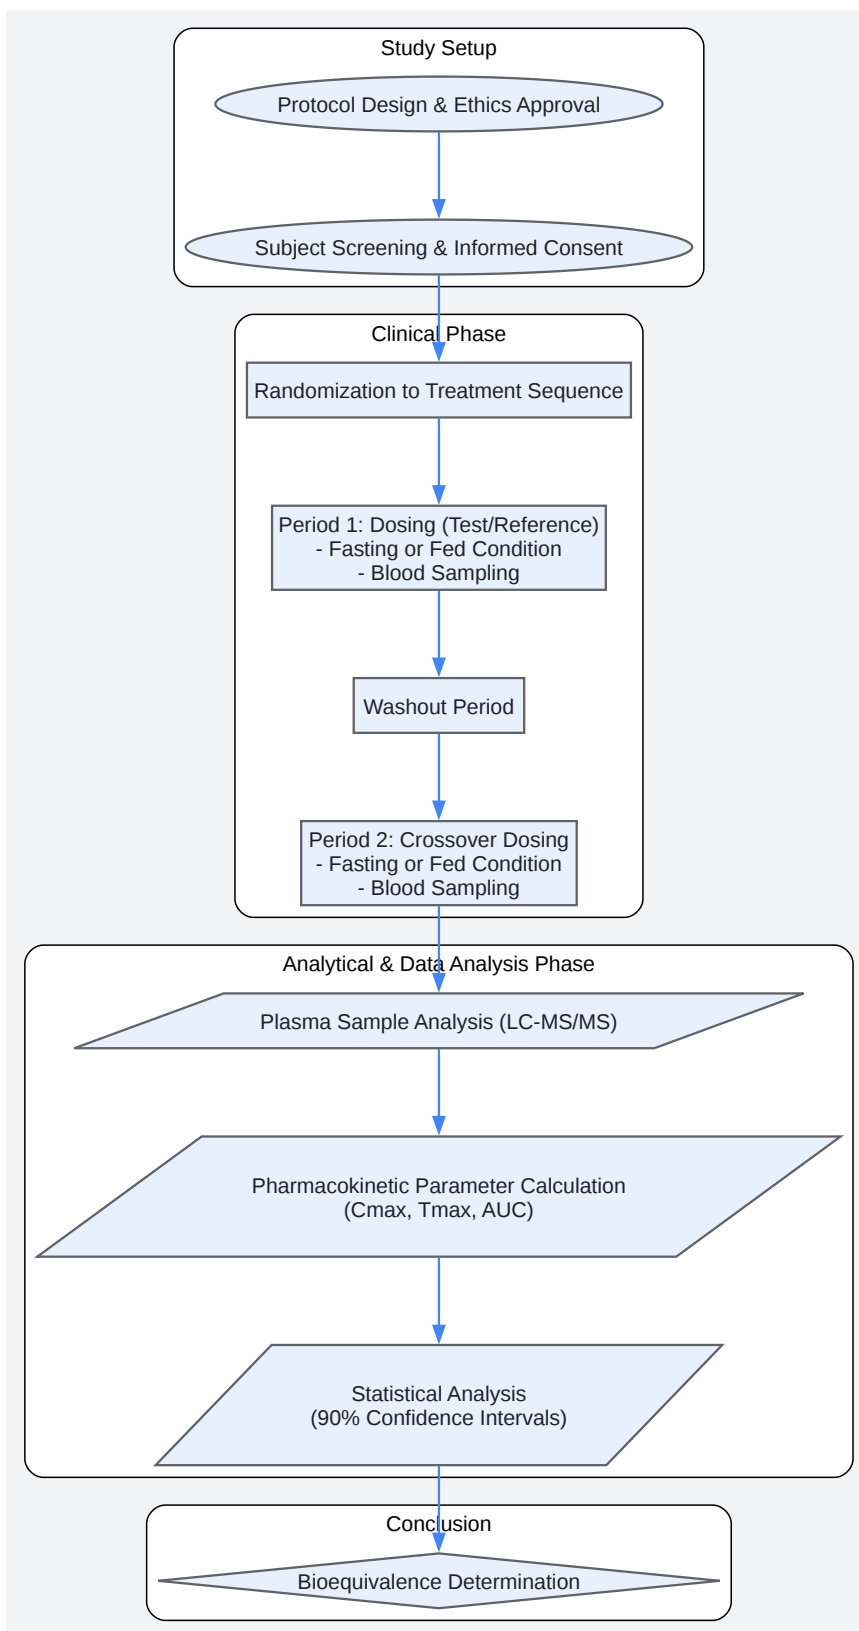 Study Setup
Protocol Design & Ethics Approval
Subject Screening & Informed Consent
Clinical Phase
Randomization to Treatment Sequence
Period 1: Dosing (Test/Reference)
- Fasting or Fed Condition
- Blood Sampling
Washout Period
Period 2: Crossover Dosing
- Fasting or Fed Condition
- Blood Sampling
Analytical & Data Analysis Phase
Plasma Sample Analysis (LC-MS/MS)
Pharmacokinetic Parameter Calculation
(Cmax, Tmax, AUC)
Statistical Analysis
(90% Confidence Intervals)
Conclusion
Bioequivalence Determination